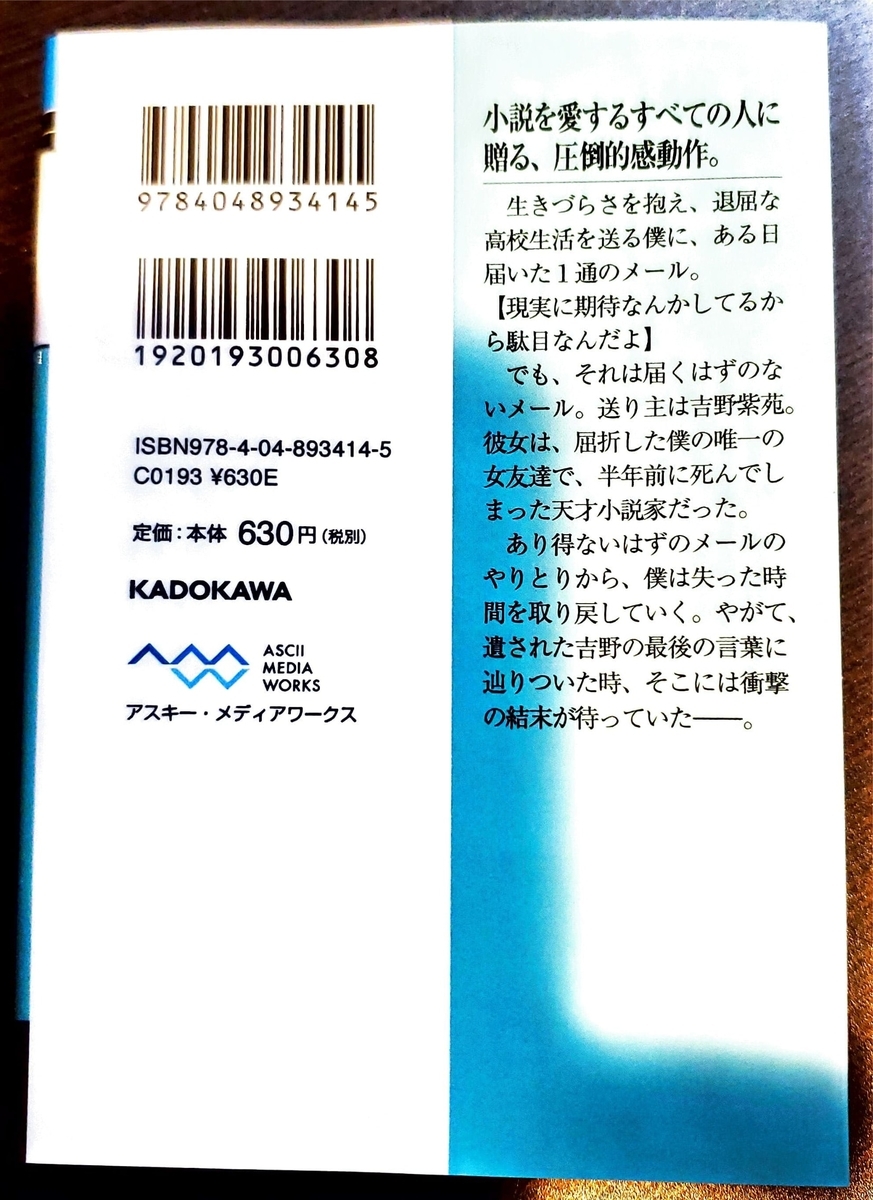 9784048934145
1920193006308
ISBN978-4-04-893414-5
C0193 ¥630E
定価：本体 630円（税別）
KADOKAWA
ASCII
MEDIA
WORKS
アスキー・メディアワークス
小説を愛するすべての人に
贈る、圧倒的感動作。
生きづらさを抱え、退屈な
高校生活を送る僕に、ある日
届いた１通のメール。
【現実に期待なんかしてるか
ら駄目なんだよ】
でも、それは届くはずのな
いメール。送り主は吉野紫苑。
彼女は、屈折した僕の唯一の
女友達で、半年前に死んでし
まった天才小説家だった。
あり得ないはずのメールの
やりとりから、僕は失った時
間を取り戻していく。やがて、
遺された吉野の最後の言葉に
辿りついた時、そこには衝撃
の結末が待っていた――。